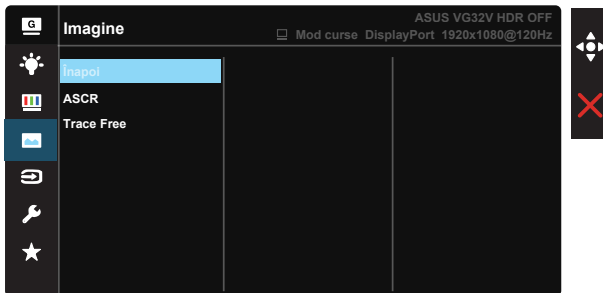 G
Imagine
ASUS VG32V HDR OFF
Mod curse DisplayPort 1920x1080@120Hz
Înapoi
ASCR
Trace Free